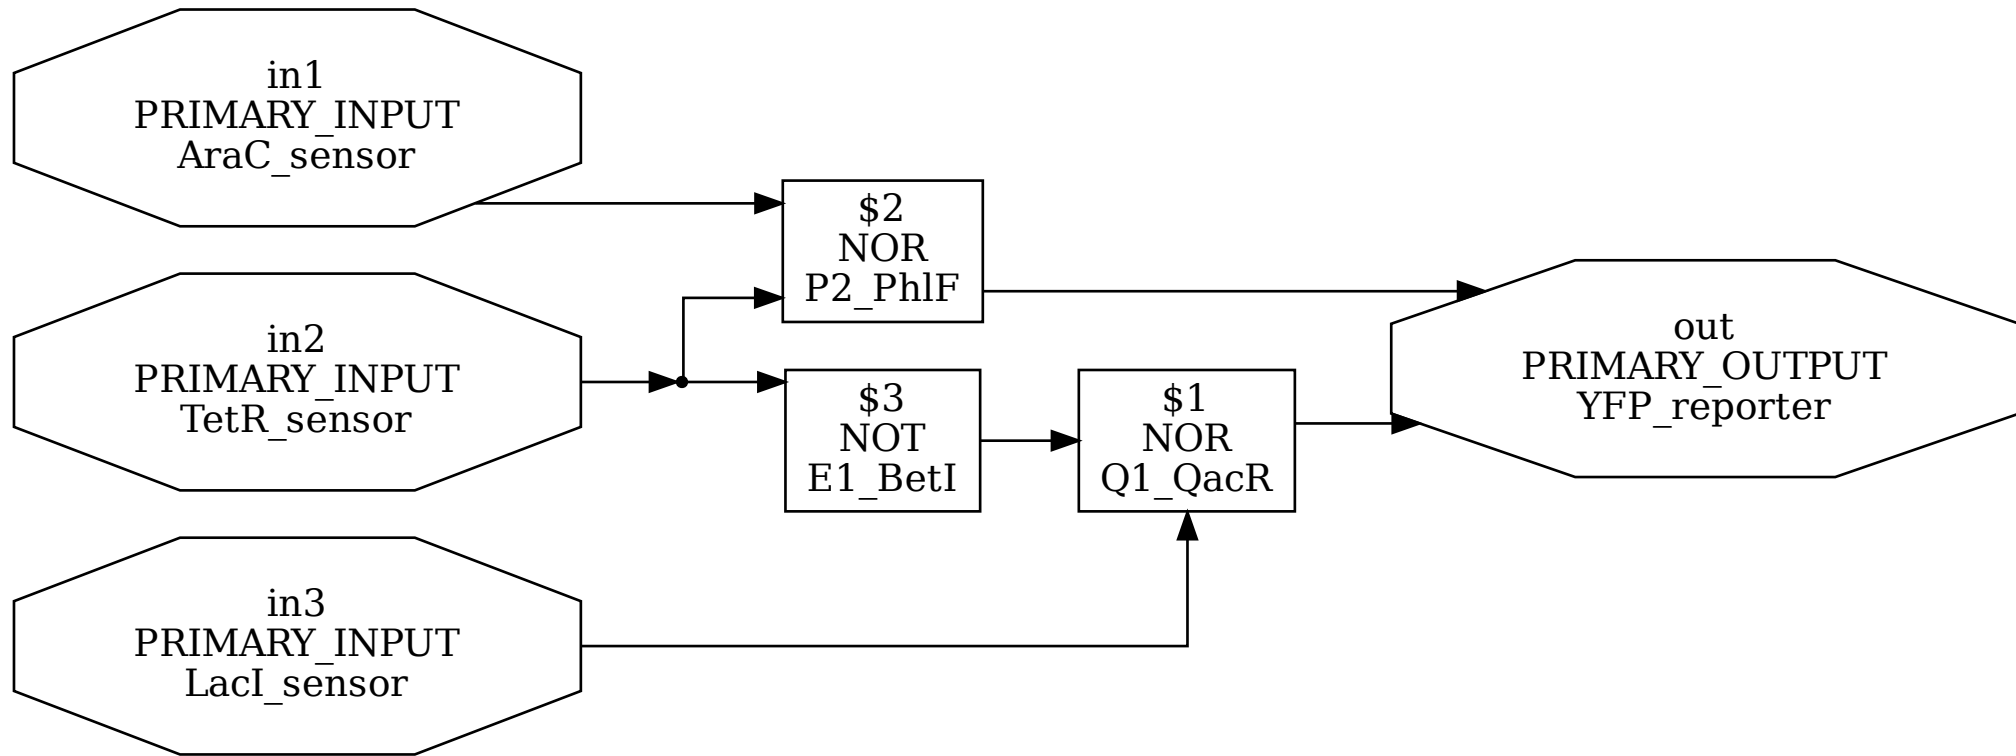 in1
PRIMARY_INPUT
AraC_sensor
$2
NOR
P2_PhlF
in2
PRIMARY_INPUT
TetR_sensor
$3
NOT
E1_BetI
$1
NOR
Q1_QacR
out
PRIMARY_OUTPUT
YFP_reporter
in3
PRIMARY_INPUT
LacI_sensor